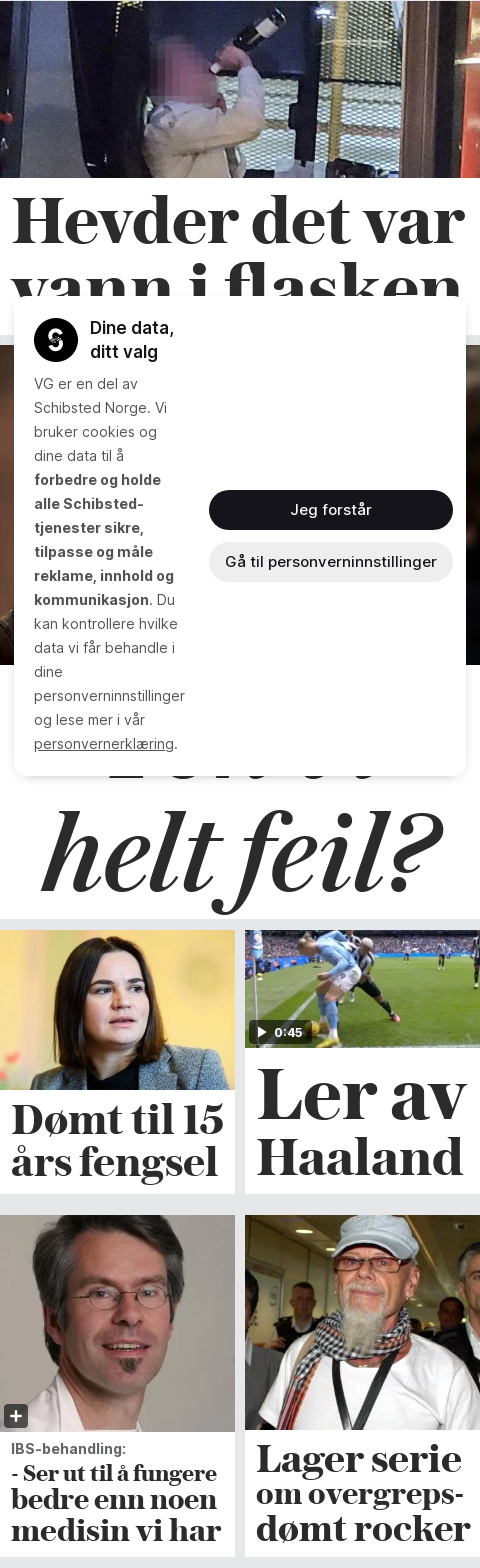 Hevder det var
vann i flasken
Dine data,
ditt valg
VG er en del av
Schibsted Norge. Vi
bruker cookies og
dine data til å
forbedre og holde
alle Schibsted-
tjenester sikre,
tilpasse og måle
reklame, innhold og
kommunikasjon. Du
kan kontrollere hvilke
data vi får behandle i
dine
personverninnstillinger
og lese mer i vår
personvernerklæring.
Jeg forstår
Gå til personverninnstillinger
helt feil?
0:45
Dømt til 15
års fengsel
Ler av
Haaland
IBS-behandling:
- Ser ut til å fungere
bedre enn noen
medisin vi har
Lager serie
om overgreps-
dømt rocker